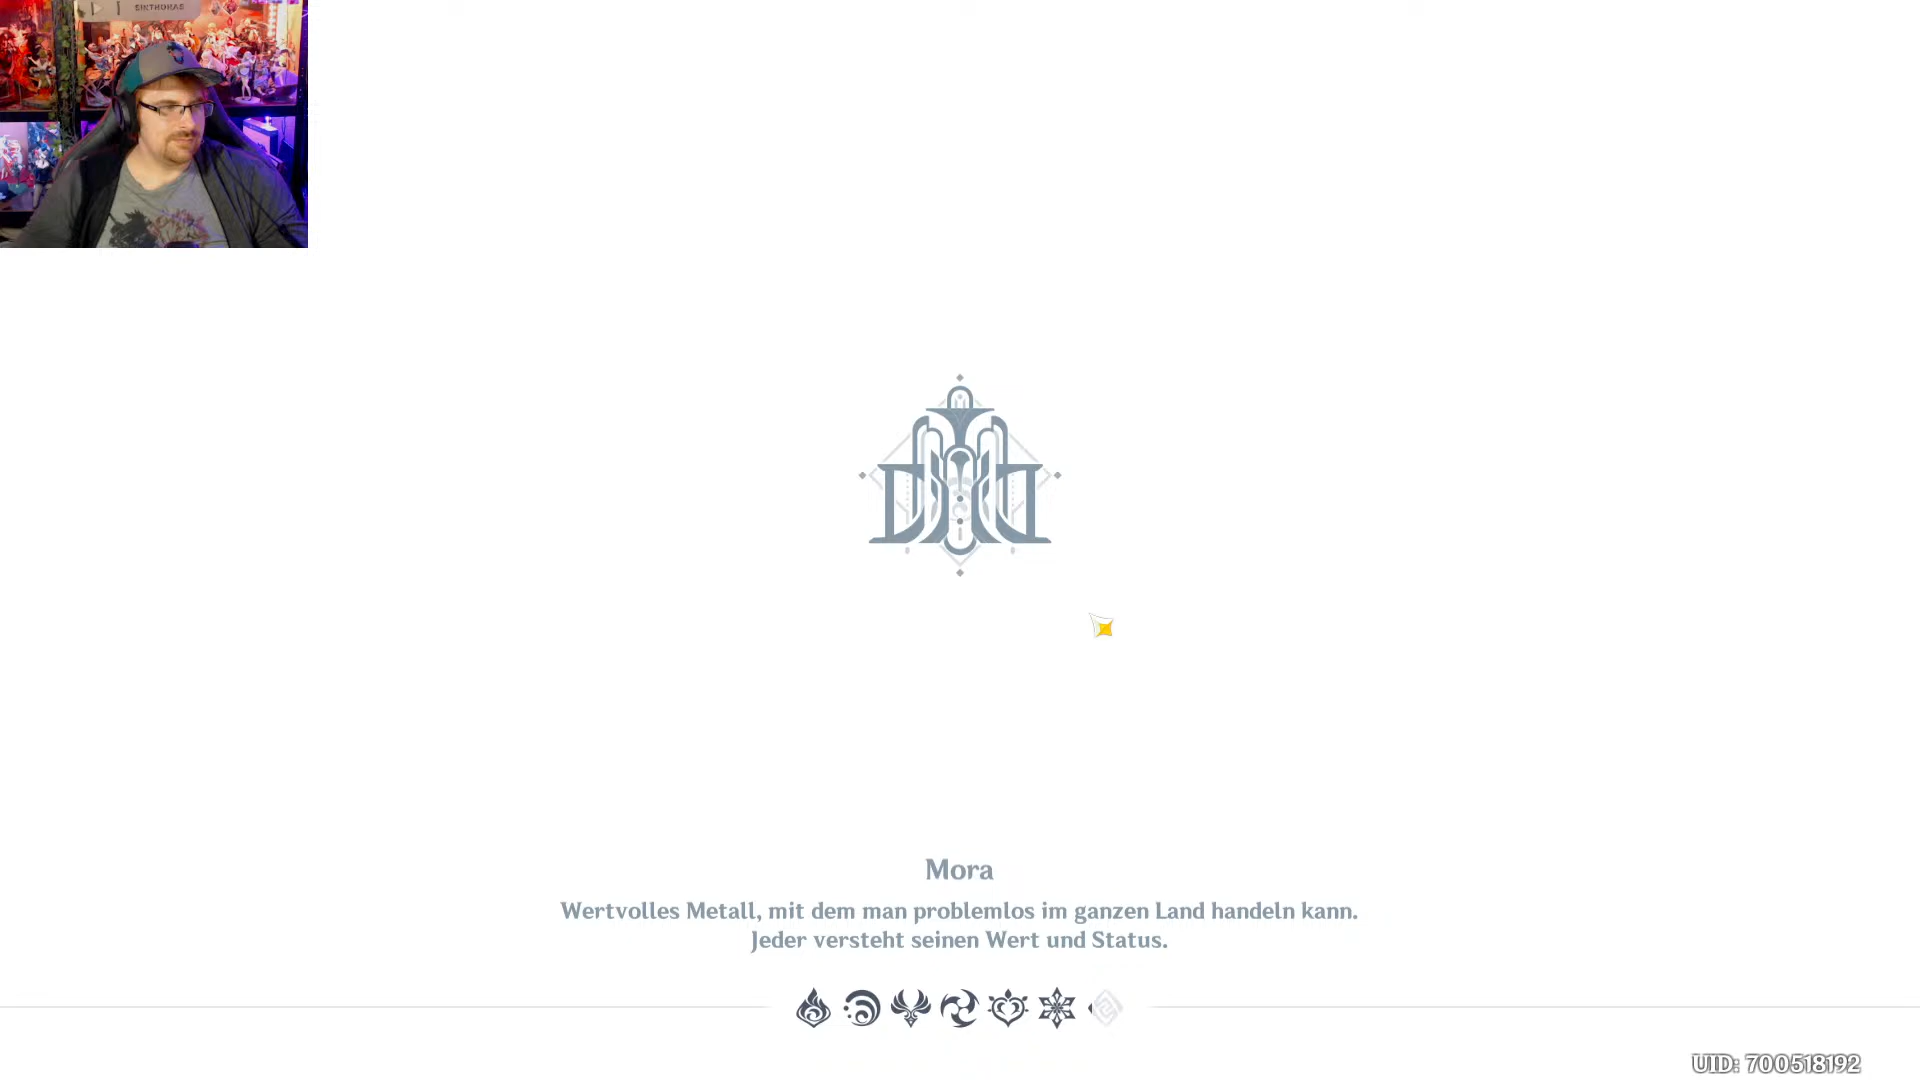 SINTHORAS
Mora
Wertvolles Metall, mit dem man problemlos im ganzen Land handeln kann.
Jeder versteht seinen Wert und Status.
UID: 700518192